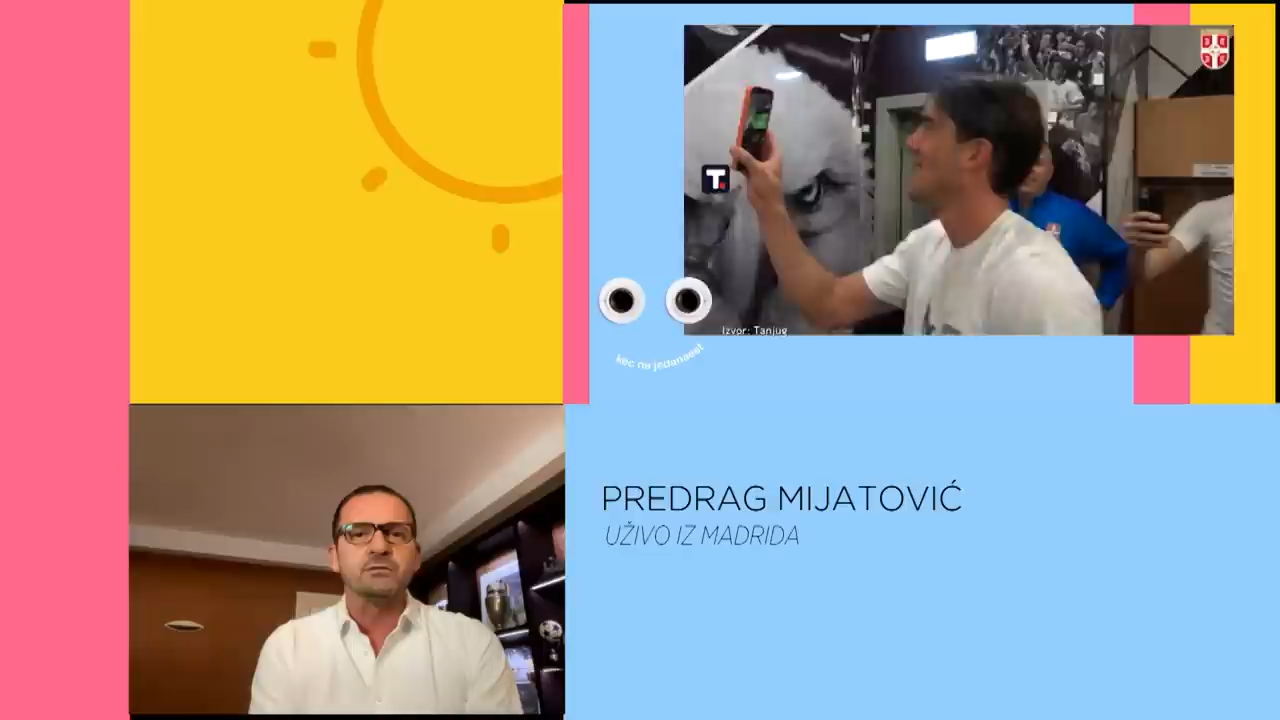 T.
Izvor: Tanjug
kec na jedanaest
PREDRAG MIJATOVIĆ
UŽIVO IZ MADRIDA